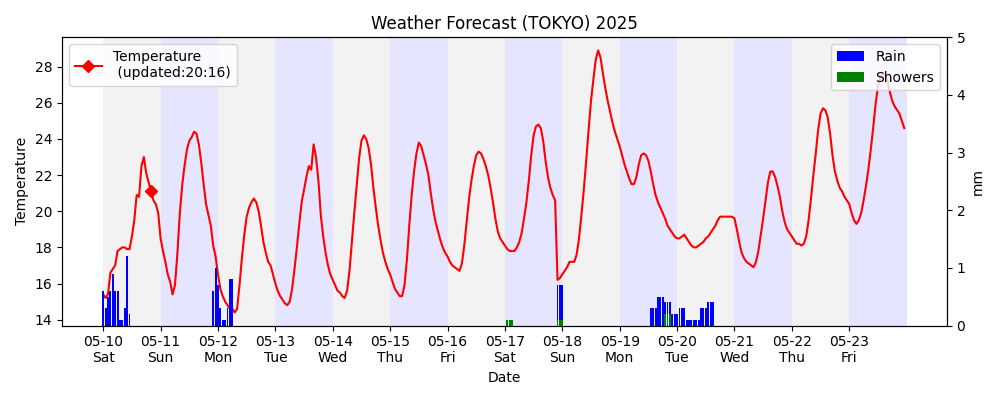 Weather Forecast (TOKYO) 2025
Temperature
(updated:20:16)
Rain
Showers
Temperature
28
26
24
22
20
18
16
14
5
4
3
2
1
0
mm
05-10 05-11 05-12 05-13 05-14 05-15 05-16 05-17 05-18 05-19 05-20 05-21 05-22 05-23
Sat Sun Mon Tue Wed Thu Fri Sat Sun Mon Tue Wed Thu Fri
Date